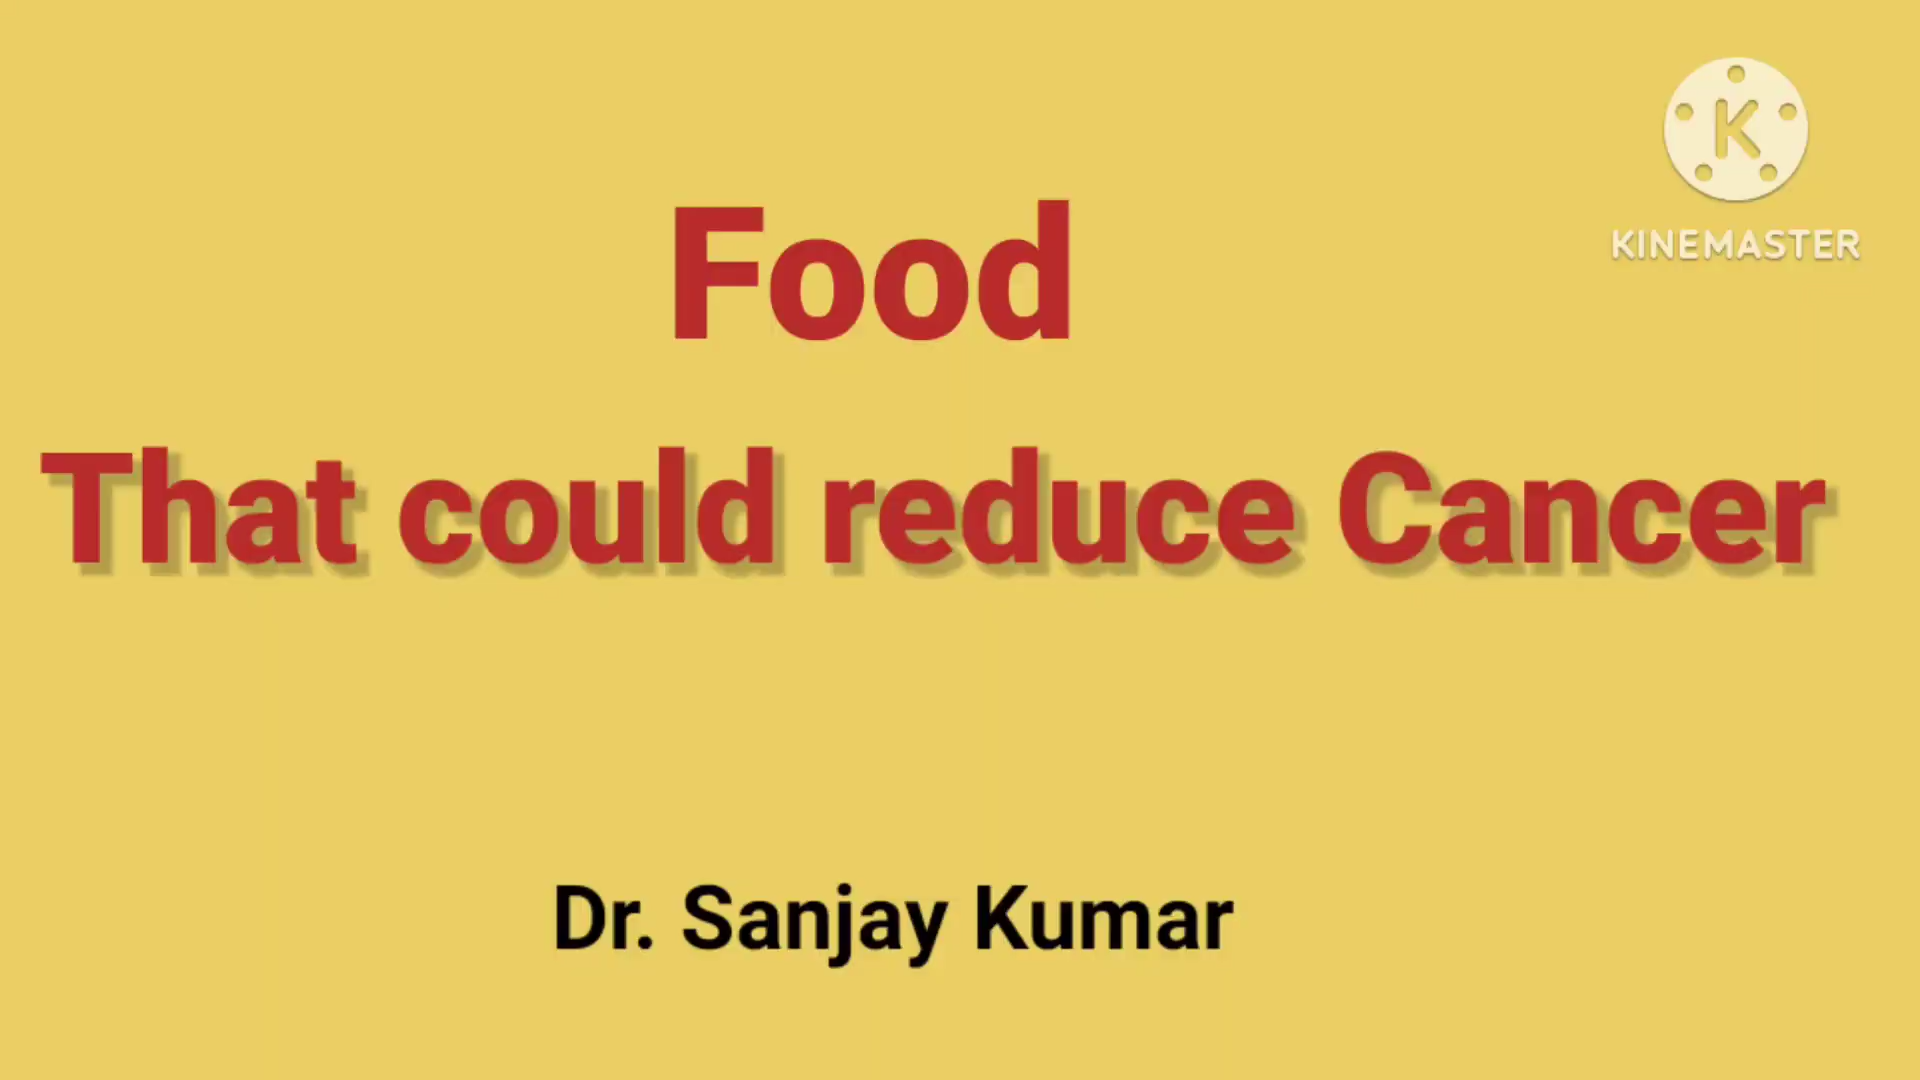 K
KINEMASTER
Food
That could reduce Cancer
Dr. Sanjay Kumar